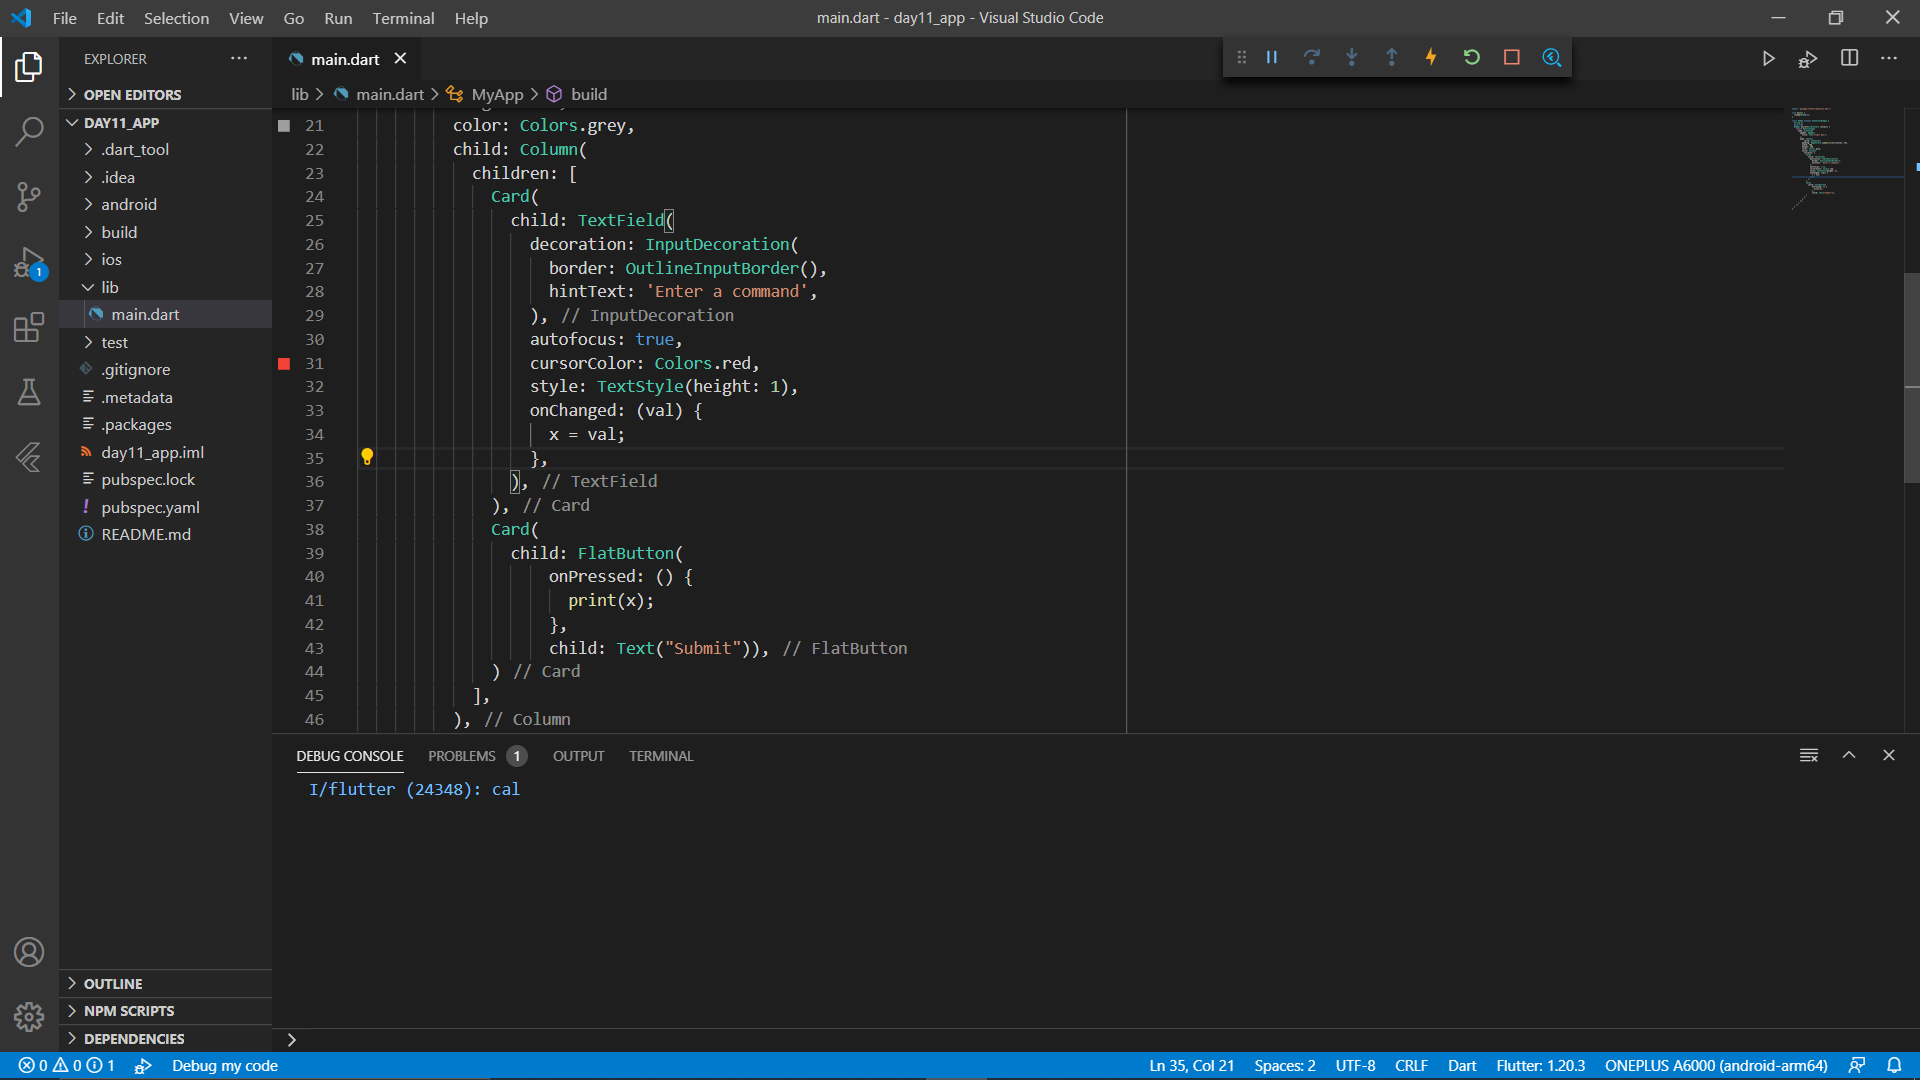 File Edit Selection View Go Run Terminal Help
main.dart - day11_app - Visual Studio Code
EXPLORER
OPEN EDITORS
DAY11_APP
.dart_tool
.idea
android
build
ios
lib
main.dart
test
.gitignore
.metadata
.packages
day11_app.iml
pubspec.lock
pubspec.yaml
README.md
OUTLINE
NPM SCRIPTS
DEPENDENCIES
1
main.dart
lib > main.dart > MyApp > build
21 color: Colors.grey,
22 child: Column(
23 children: [
24 Card(
25 child: TextField(
26 decoration: InputDecoration(
27 border: OutlineInputBorder(),
28 hintText: 'Enter a command',
29 ), // InputDecoration
30 autofocus: true,
31 cursorColor: Colors.red,
32 style: TextStyle(height: 1),
33 onChanged: (val) {
34 x = val;
35 },
36 ), // TextField
37 ), // Card
38 Card(
39 child: FlatButton(
40 onPressed: () {
41 print(x);
42 },
43 child: Text("Submit")), // FlatButton
44 ) // Card
45 ],
46 ), // Column
DEBUG CONSOLE PROBLEMS 1 OUTPUT TERMINAL
I/flutter (24348): cal
0 0 1 Debug my code Ln 35, Col 21 Spaces: 2 UTF-8 CRLF Dart Flutter: 1.20.3 ONEPLUS A6000 (android-arm64)